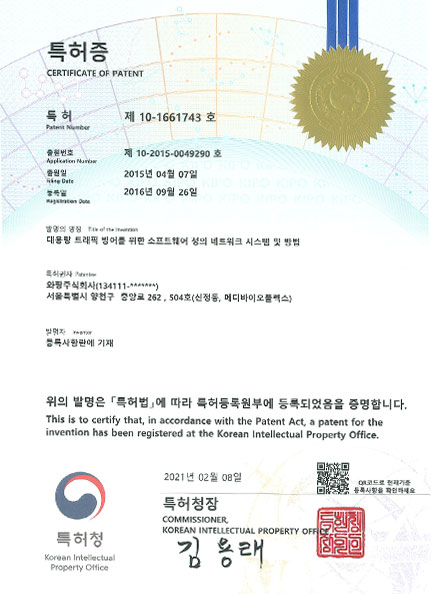 특허증
CERTIFICATE OF PATENT
특 허 제 10-1661743 호
Patent Number
출원번호 제 10-2015-0049290 호
Application Number
출원일 2015년 04월 07일
Filing Date
등록일 2016년 09월 26일
Registration Date
발명의 명칭 Title of the Invention
대용량 트래픽 방어를 위한 소프트웨어 정의 네트워크 시스템 및 방법
특허권자 Patentee
와팡주식회사(134111-*******)
서울특별시 양천구 중앙로 262 , 504호(신정동, 메디바이오플렉스)
발명자 Inventor
등록사항란에 기재
위의 발명은 「특허법」에 따라 특허등록원부에 등록되었음을 증명합니다.
This is to certify that, in accordance with the Patent Act, a patent for the
invention has been registered at the Korean Intellectual Property Office.
2021년 02월 08일
QR코드로 현재기준
등록사항을 확인하세요
특허청장
COMMISSIONER,
KOREAN INTELLECTUAL PROPERTY OFFICE
김용래
특허청
Korean Intellectual
Property Office